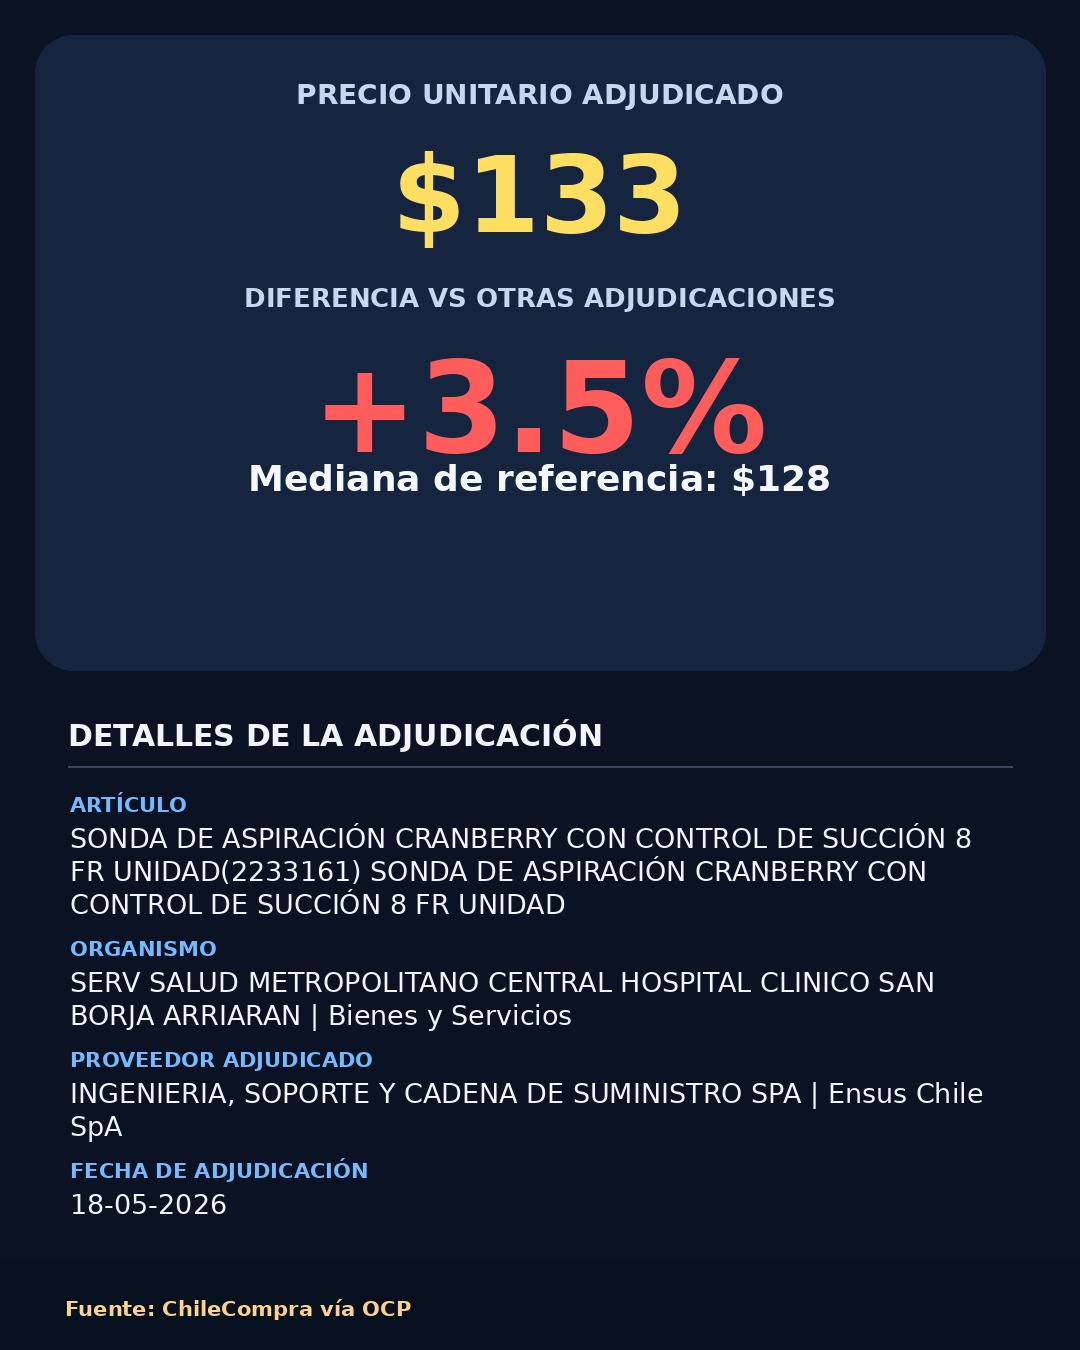 PRECIO UNITARIO ADJUDICADO
$133
DIFERENCIA VS OTRAS ADJUDICACIONES
+3.5%
Mediana de referencia: $128
DETALLES DE LA ADJUDICACIÓN
ARTÍCULO
SONDA DE ASPIRACIÓN CRANBERRY CON CONTROL DE SUCCIÓN 8
FR UNIDAD(2233161) SONDA DE ASPIRACIÓN CRANBERRY CON
CONTROL DE SUCCIÓN 8 FR UNIDAD
ORGANISMO
SERV SALUD METROPOLITANO CENTRAL HOSPITAL CLINICO SAN
BORJA ARRIARAN | Bienes y Servicios
PROVEEDOR ADJUDICADO
INGENIERIA, SOPORTE Y CADENA DE SUMINISTRO SPA | Ensus Chile
SpA
FECHA DE ADJUDICACIÓN
18-05-2026
Fuente: ChileCompra vía OCP